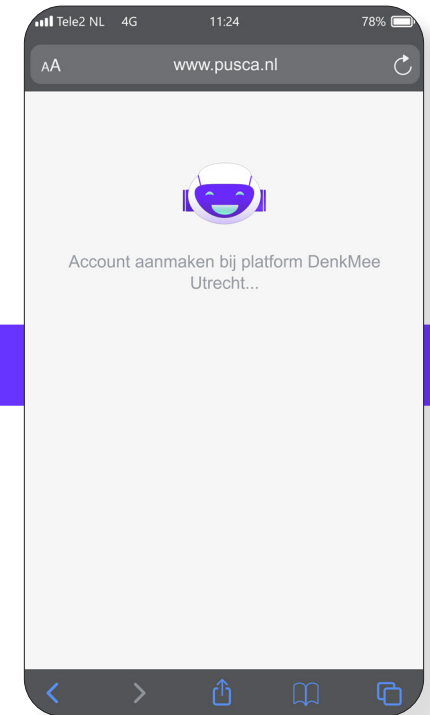 Tele2 NL 4G 11:24 78%
AA www.pusca.nl
Account aanmaken bij platform DenkMee
Utrecht...